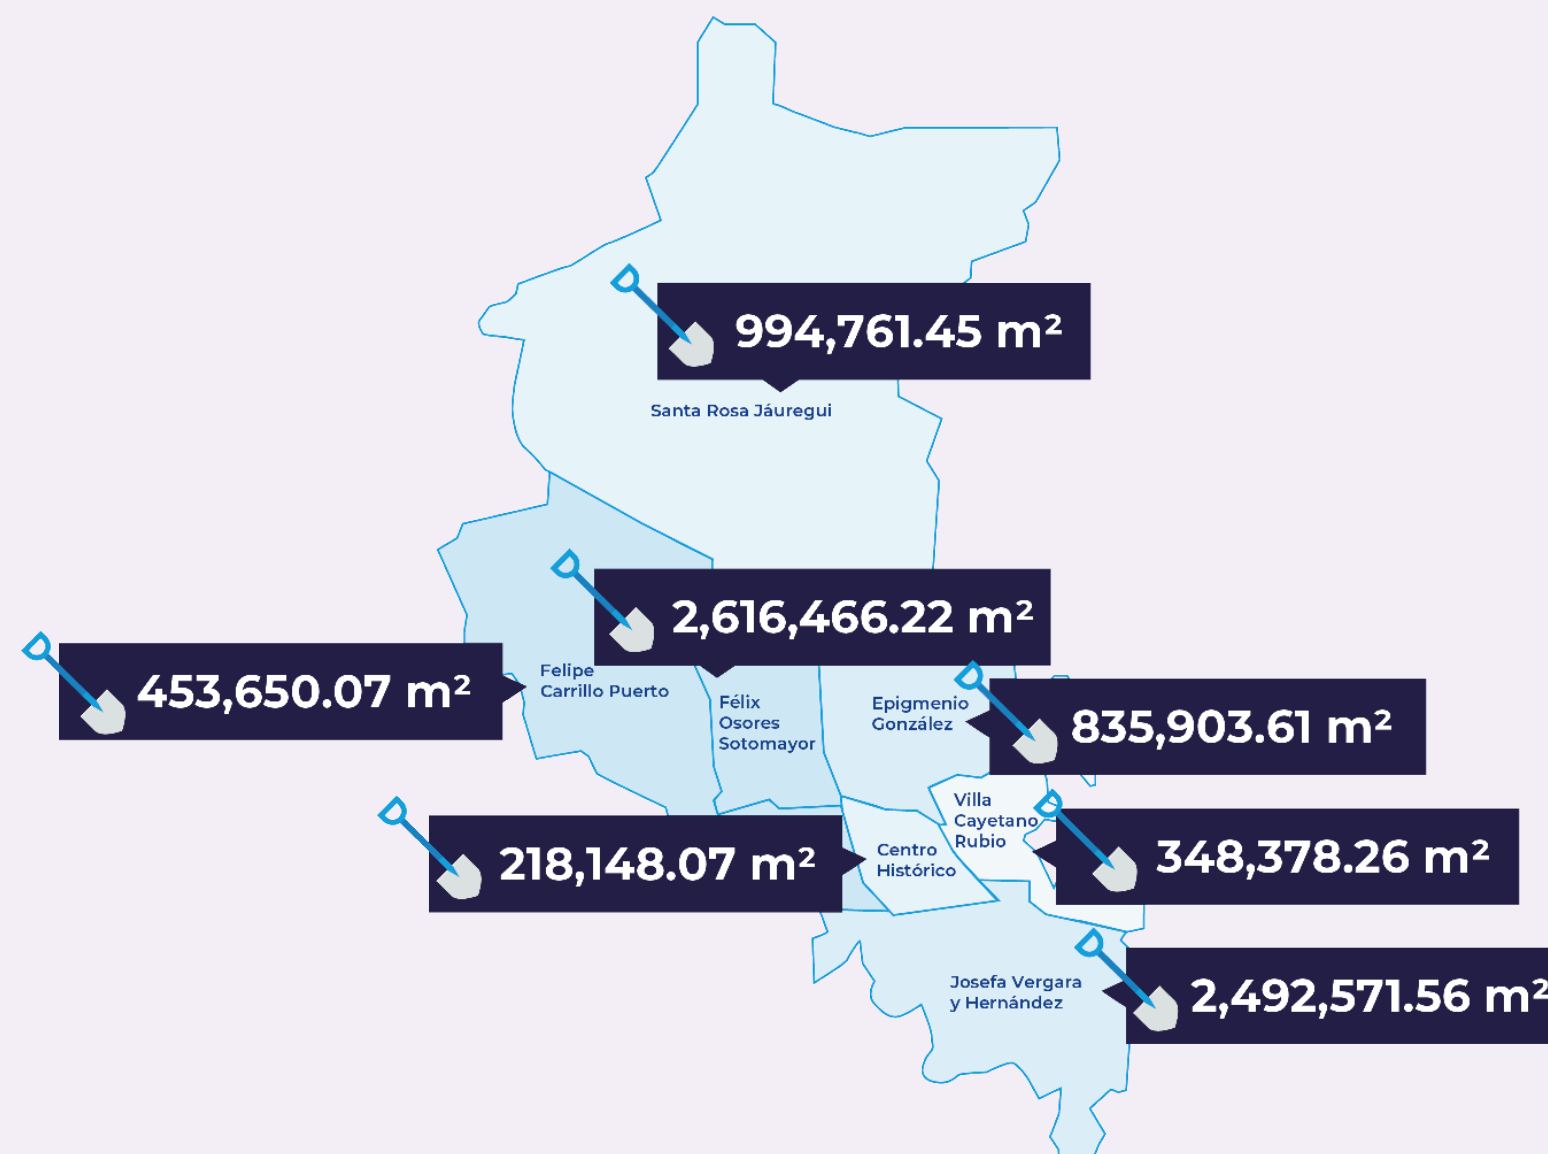 994,761.45 m²
Santa Rosa Jáuregui
2,616,466.22 m²
453,650.07 m²
Felipe
Carrillo Puerto
Félix
Osores
Sotomayor
Epigmenio
González
835,903.61 m²
Villa
Cayetano
Rubio
218,148.07 m²
Centro
Histórico
348,378.26 m²
Josefa Vergara
y Hernández
2,492,571.56 m²